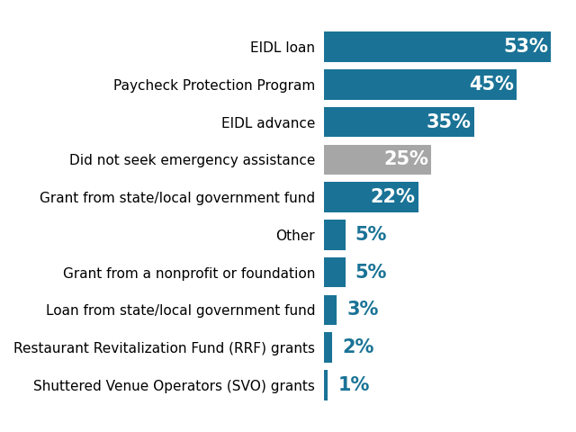 EIDL loan 53%
Paycheck Protection Program 45%
EIDL advance 35%
Did not seek emergency assistance 25%
Grant from state/local government fund 22%
Other 5%
Grant from a nonprofit or foundation 5%
Loan from state/local government fund 3%
Restaurant Revitalization Fund (RRF) grants 2%
Shuttered Venue Operators (SVO) grants 1%